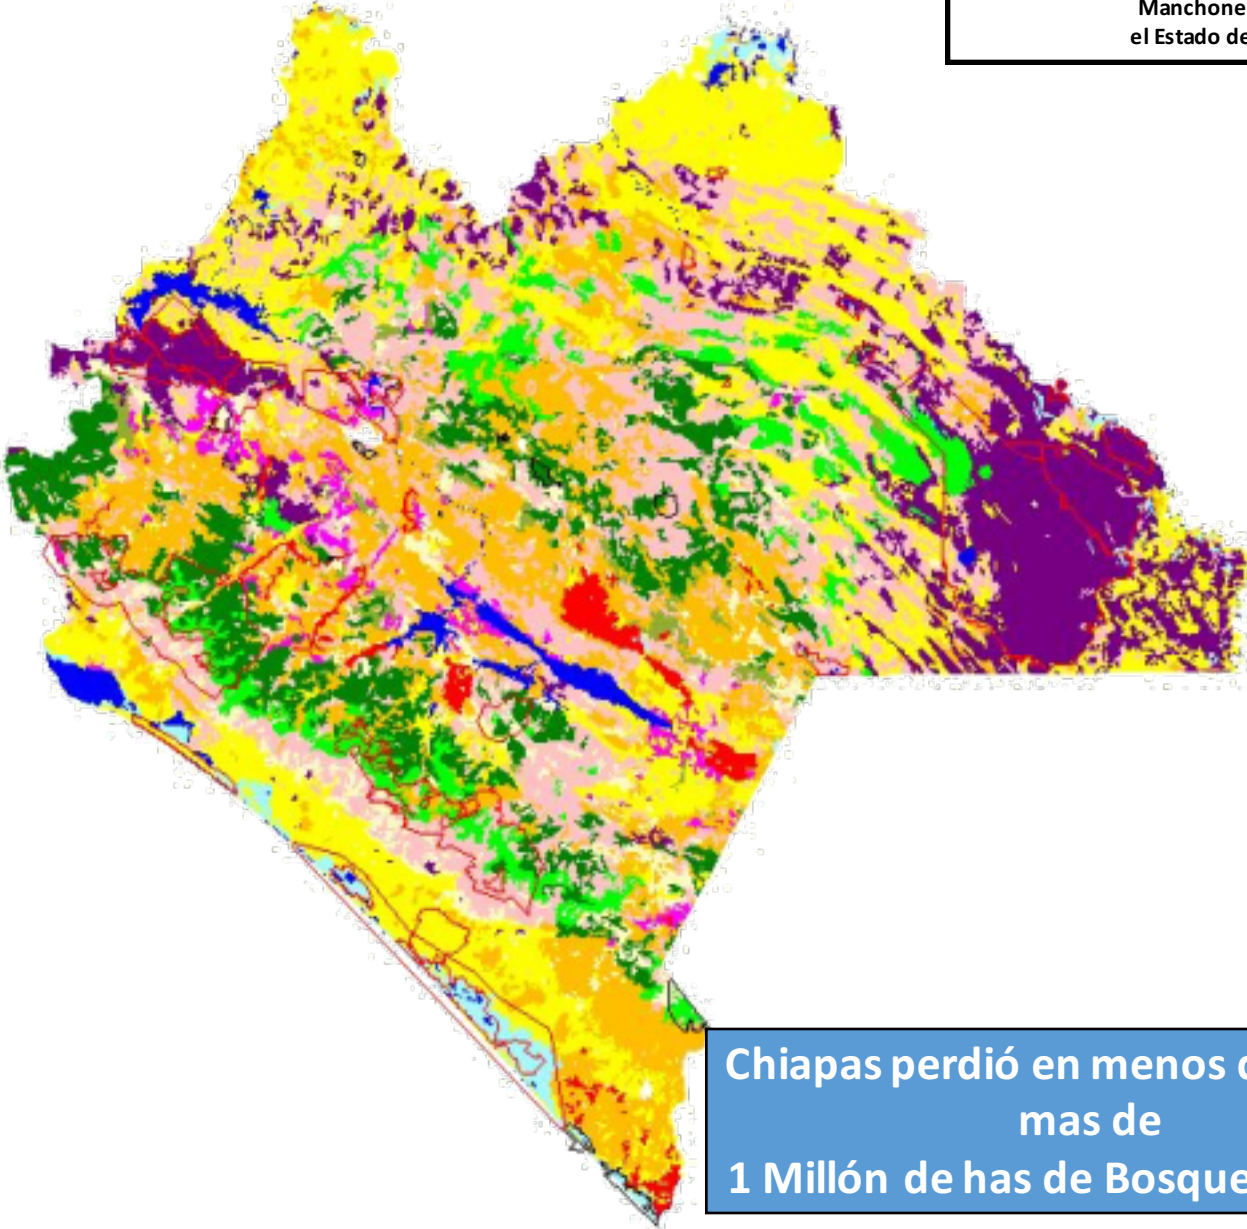 Manchone
el Estado de
Chiapas perdió en menos
mas de
1 Millón de has de Bosque